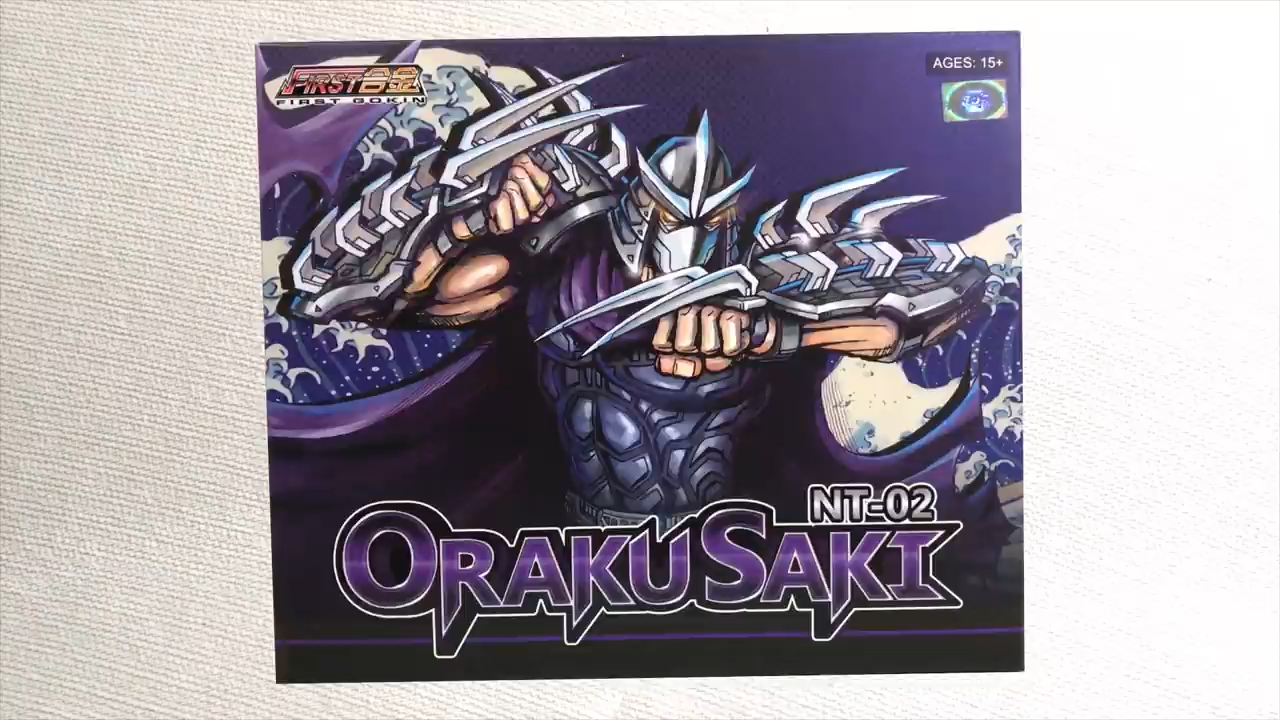 FIRST合金
FIRST GOKIN
AGES: 15+
NT-02
ORAKU SAKI